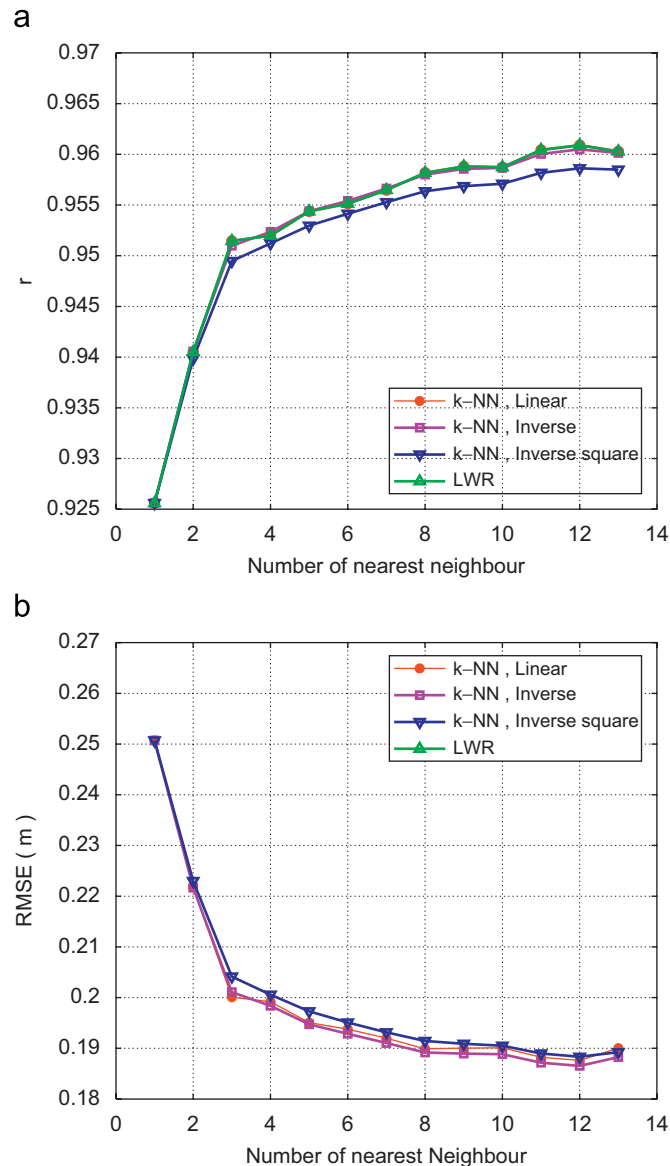 a
0.97
0.965
0.96
0.955
0.95
0.945
0.94
0.935
0.93
0.925
r
k–NN , Linear
k–NN , Inverse
k–NN , Inverse square
LWR
0 2 4 6 8 10 12 14
Number of nearest neighbour
b
0.27
0.26
0.25
0.24
0.23
0.22
0.21
0.2
0.19
0.18
RMSE ( m )
k–NN , Linear
k–NN , Inverse
k–NN , Inverse square
LWR
0 2 4 6 8 10 12 14
Number of nearest Neighbour